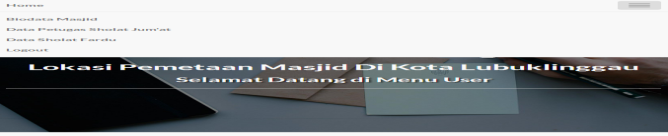 Home
Biodata Masjid
Data Petugas Sholat Jum'at
Data Sholat Fardu
Logout
Lokasi Pemetaan Masjid Di Kota Lubuklinggau
Selamat Datang di Menu User